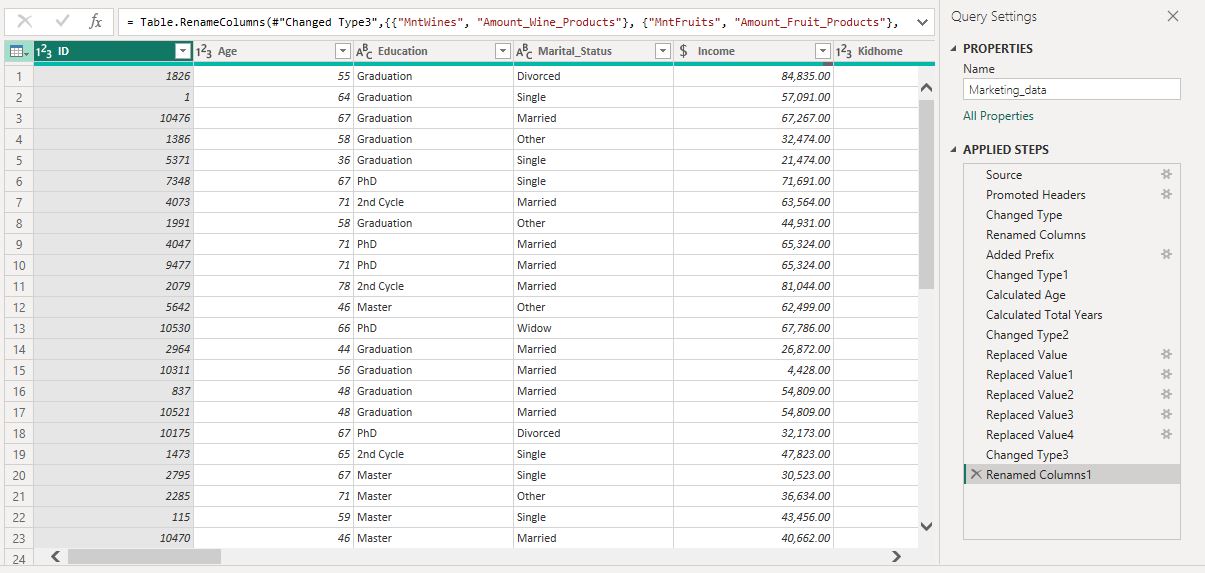 = Table.RenameColumns(#"Changed Type3",{{"MntWines", "Amount_Wine_Products"}, {"MntFruits", "Amount_Fruit_Products"},
ID Age Education Marital_Status $ Income Kidhome
1 1826 55 Graduation Divorced 84,835.00
2 1 64 Graduation Single 57,091.00
3 10476 67 Graduation Married 67,267.00
4 1386 58 Graduation Other 32,474.00
5 5371 36 Graduation Single 21,474.00
6 7348 67 PhD Single 71,691.00
7 4073 71 2nd Cycle Married 63,564.00
8 1991 58 Graduation Other 44,931.00
9 4047 71 PhD Married 65,324.00
10 9477 71 PhD Married 65,324.00
11 2079 78 2nd Cycle Married 81,044.00
12 5642 46 Master Other 62,499.00
13 10530 66 PhD Widow 67,786.00
14 2964 44 Graduation Married 26,872.00
15 10311 56 Graduation Married 4,428.00
16 837 48 Graduation Married 54,809.00
17 10521 48 Graduation Married 54,809.00
18 10175 67 PhD Divorced 32,173.00
19 1473 65 2nd Cycle Single 47,823.00
20 2795 67 Master Single 30,523.00
21 2285 71 Master Other 36,634.00
22 115 59 Master Single 43,456.00
23 10470 46 Master Married 40,662.00
24
Query Settings
PROPERTIES
Name
Marketing_data
All Properties
APPLIED STEPS
Source
Promoted Headers
Changed Type
Renamed Columns
Added Prefix
Changed Type1
Calculated Age
Calculated Total Years
Changed Type2
Replaced Value
Replaced Value1
Replaced Value2
Replaced Value3
Replaced Value4
Changed Type3
Renamed Columns1